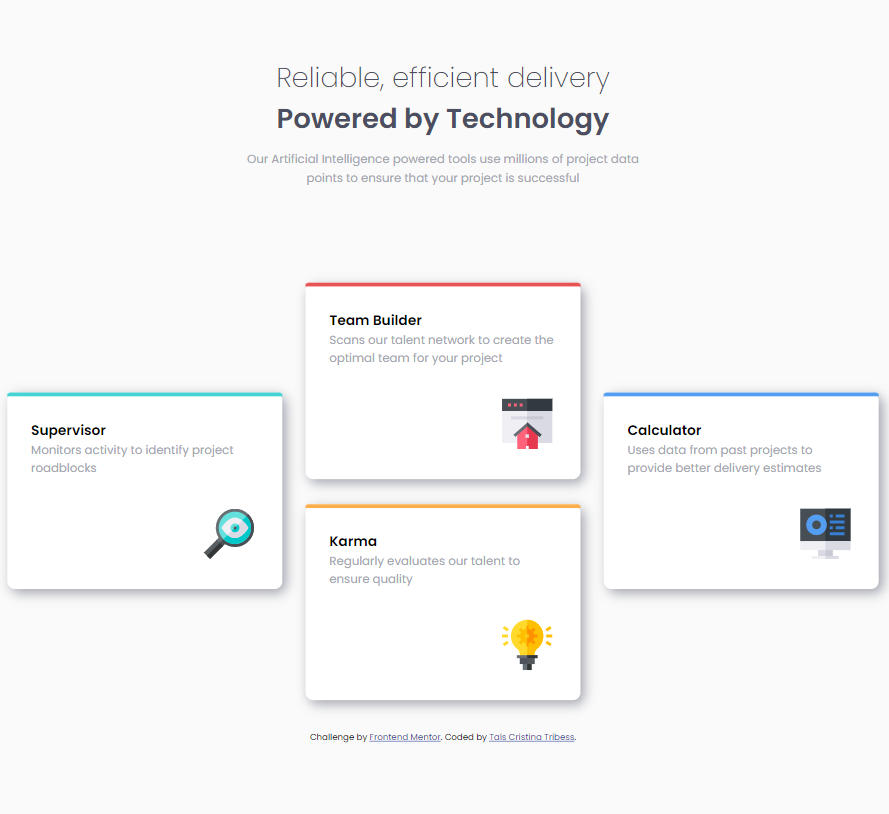 Reliable, efficient delivery
Powered by Technology
Our Artificial Intelligence powered tools use millions of project data
points to ensure that your project is successful
Supervisor
Monitors activity to identify project
roadblocks
Team Builder
Scans our talent network to create the
optimal team for your project
Karma
Regularly evaluates our talent to
ensure quality
Calculator
Uses data from past projects to
provide better delivery estimates
Challenge by Frontend Mentor. Coded by Tais Cristina Tribess.